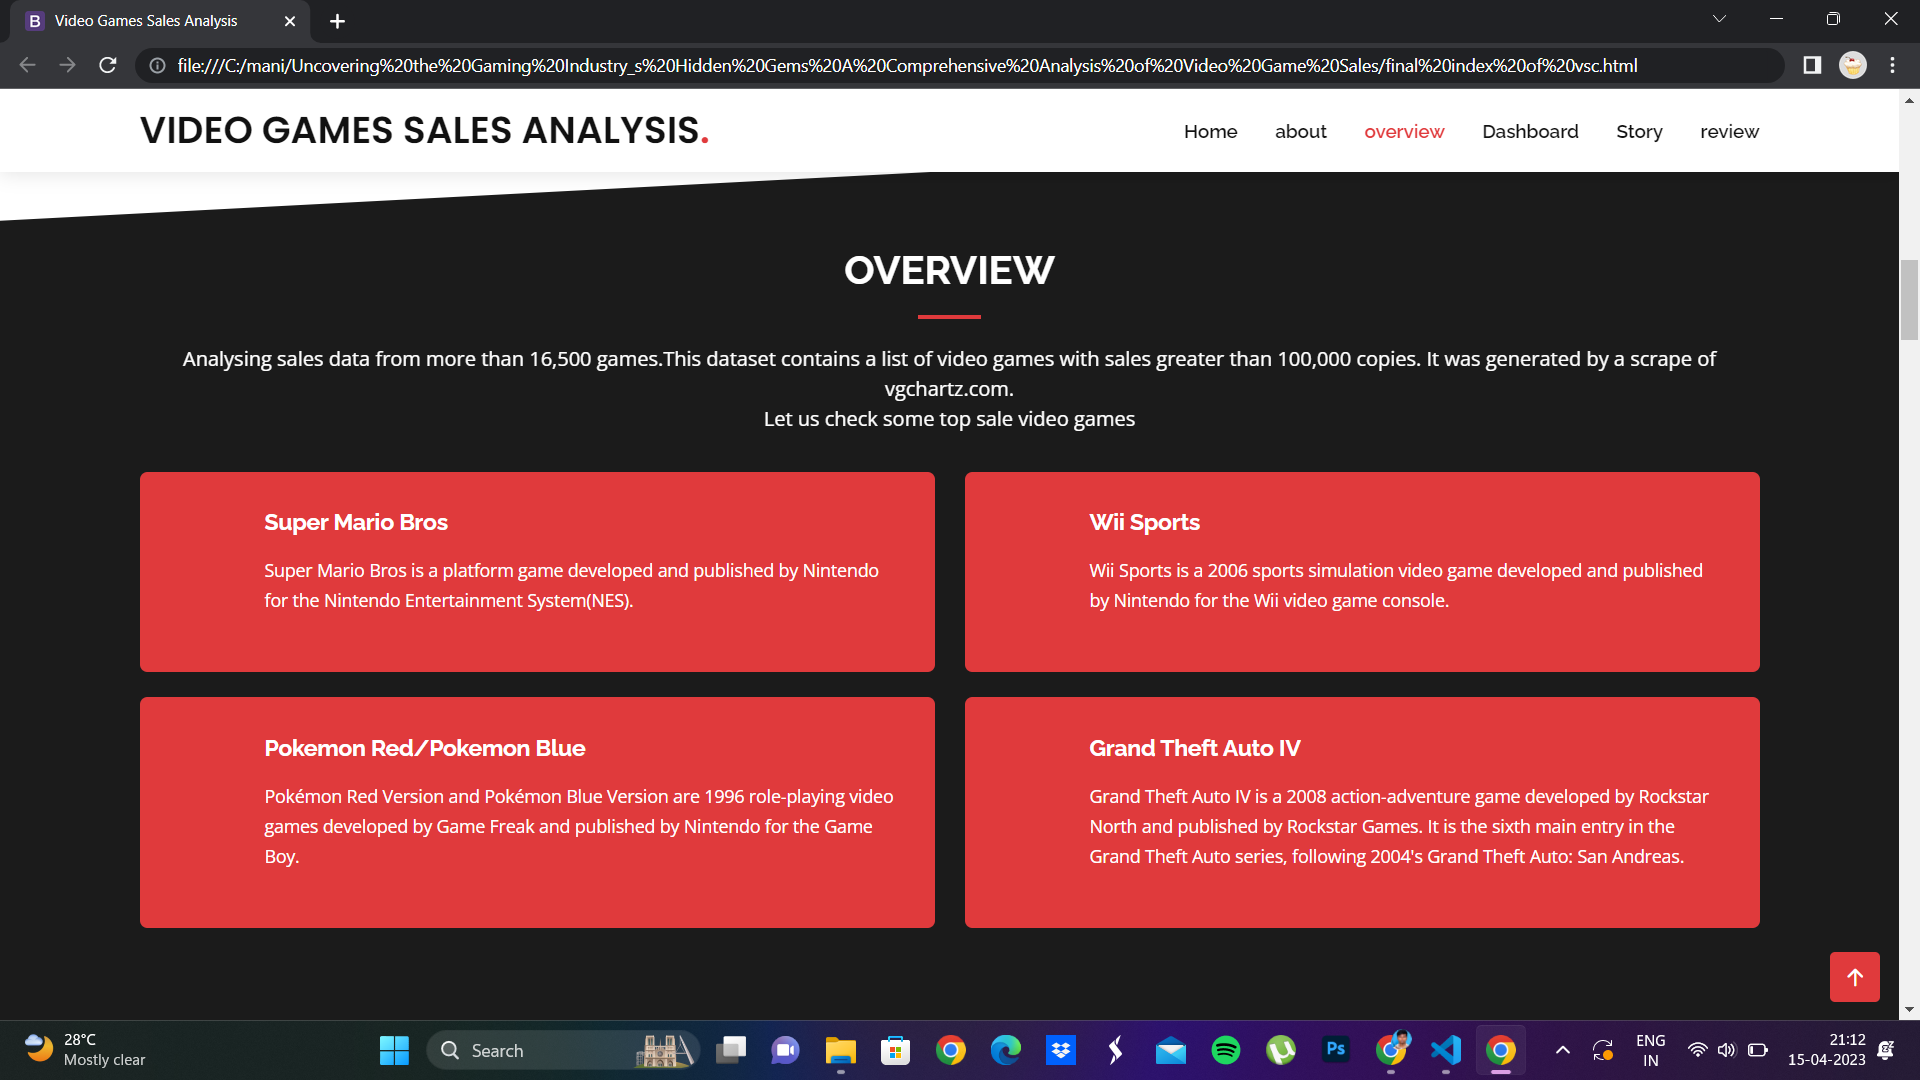 B Video Games Sales Analysis
file:///C:/mani/Uncovering%20the%20Gaming%20Industry_s%20Hidden%20Gems%20A%20Comprehensive%20Analysis%20of%20Video%20Game%20Sales/final%20index%20of%20vsc.html
VIDEO GAMES SALES ANALYSIS.
Home about overview Dashboard Story review
OVERVIEW
Analysing sales data from more than 16,500 games.This dataset contains a list of video games with sales greater than 100,000 copies. It was generated by a scrape of
vgchartz.com.
Let us check some top sale video games
Super Mario Bros
Super Mario Bros is a platform game developed and published by Nintendo
for the Nintendo Entertainment System(NES).
Wii Sports
Wii Sports is a 2006 sports simulation video game developed and published
by Nintendo for the Wii video game console.
Pokemon Red/Pokemon Blue
Pokémon Red Version and Pokémon Blue Version are 1996 role-playing video
games developed by Game Freak and published by Nintendo for the Game
Boy.
Grand Theft Auto IV
Grand Theft Auto IV is a 2008 action-adventure game developed by Rockstar
North and published by Rockstar Games. It is the sixth main entry in the
Grand Theft Auto series, following 2004's Grand Theft Auto: San Andreas.
28°C
Mostly clear
Search
Ps
ENG
IN
21:12
15-04-2023